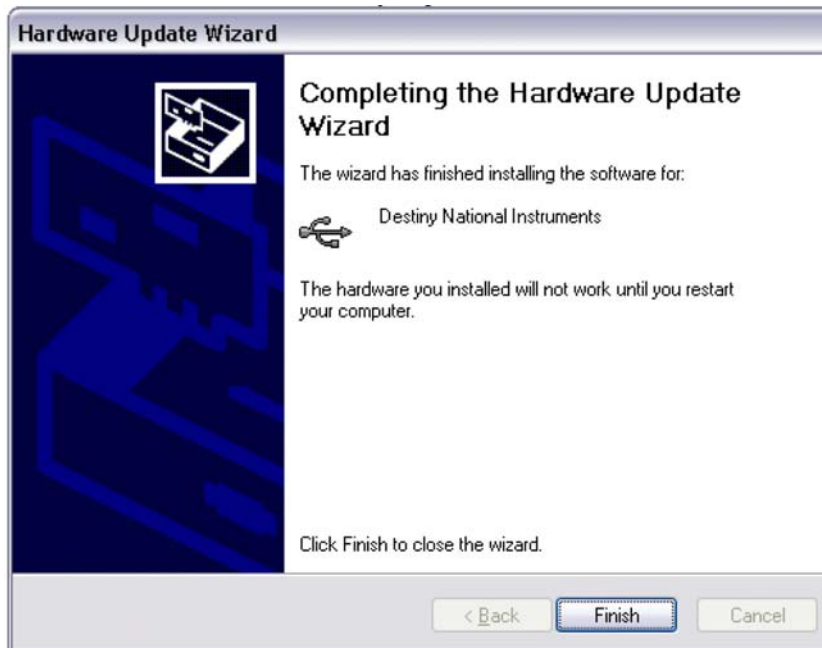 Hardware Update Wizard
Completing the Hardware Update
Wizard
The wizard has finished installing the software for:
Destiny National Instruments
The hardware you installed will not work until you restart
your computer.
Click Finish to close the wizard.
< Back
Finish
Cancel